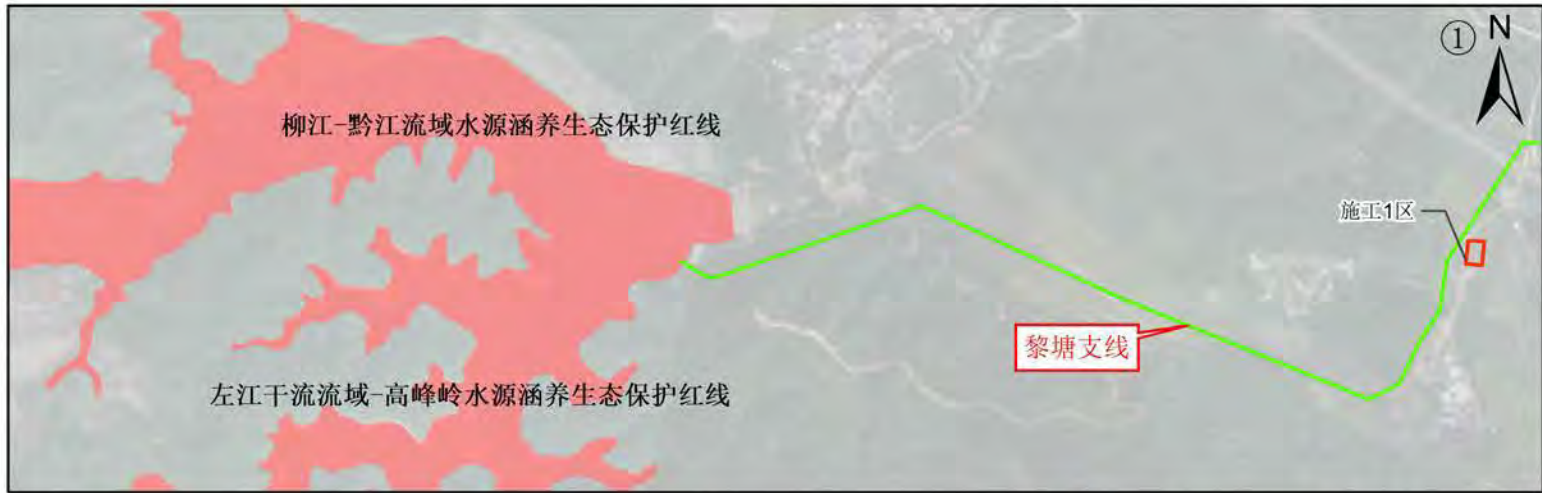 ① N
柳江-黔江流域水源涵养生态保护红线
施工1区
黎塘支线
左江干流流域-高峰岭水源涵养生态保护红线